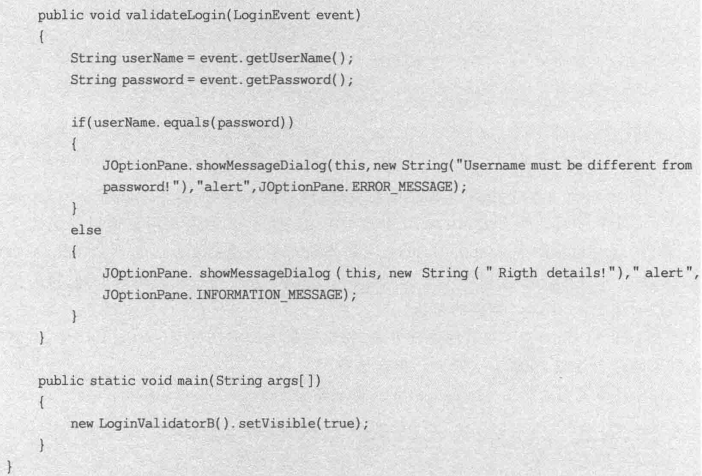 public void validateLogin(LoginEvent event)
{
String userName = event.getUserName();
String password = event.getPassword();
if(userName.equals(password))
{
JOptionPane.showMessageDialog(this,new String("Username must be different from
password!"),"alert",JOptionPane.ERROR_MESSAGE);
}
else
{
JOptionPane. showMessageDialog ( this, new String ( " Rigth details!")," alert",
JOptionPane.INFORMATION_MESSAGE);
}
}
public static void main(String args[])
{
new LoginValidatorB().setVisible(true);
}
}